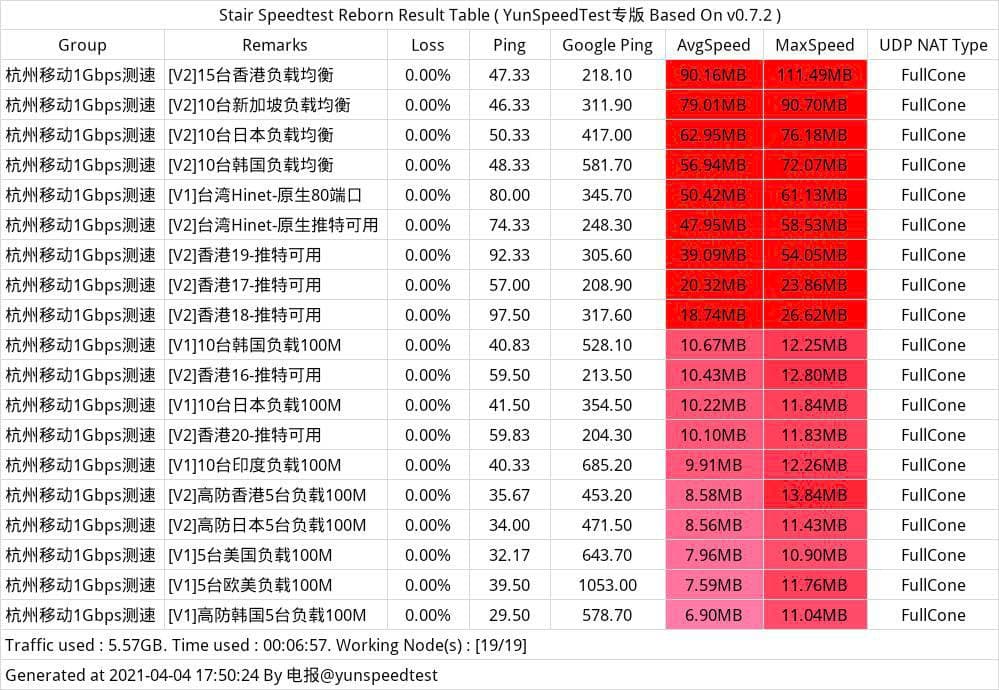 Stair Speedtest Reborn Result Table ( YunSpeedTest专版 Based On v0.7.2 )
Group Remarks Loss Ping Google Ping AvgSpeed MaxSpeed UDP NAT Type
杭州移动1Gbps测速 [V2]15台香港负载均衡 0.00% 47.33 218.10 90.16MB 111.49MB FullCone
杭州移动1Gbps测速 [V2]10台新加坡负载均衡 0.00% 46.33 311.90 79.01MB 90.70MB FullCone
杭州移动1Gbps测速 [V2]10台日本负载均衡 0.00% 50.33 417.00 62.95MB 76.18MB FullCone
杭州移动1Gbps测速 [V2]10台韩国负载均衡 0.00% 48.33 581.70 56.94MB 72.07MB FullCone
杭州移动1Gbps测速 [V1]台湾Hinet-原生80端口 0.00% 80.00 345.70 50.42MB 61.13MB FullCone
杭州移动1Gbps测速 [V2]台湾Hinet-原生推特可用 0.00% 74.33 248.30 47.95MB 58.53MB FullCone
杭州移动1Gbps测速 [V2]香港19-推特可用 0.00% 92.33 305.60 39.09MB 54.05MB FullCone
杭州移动1Gbps测速 [V2]香港17-推特可用 0.00% 57.00 208.90 20.32MB 23.86MB FullCone
杭州移动1Gbps测速 [V2]香港18-推特可用 0.00% 97.50 317.60 18.74MB 26.62MB FullCone
杭州移动1Gbps测速 [V1]10台韩国负载100M 0.00% 40.83 528.10 10.67MB 12.25MB FullCone
杭州移动1Gbps测速 [V2]香港16-推特可用 0.00% 59.50 213.50 10.43MB 12.80MB FullCone
杭州移动1Gbps测速 [V1]10台日本负载100M 0.00% 41.50 354.50 10.22MB 11.84MB FullCone
杭州移动1Gbps测速 [V2]香港20-推特可用 0.00% 59.83 204.30 10.10MB 11.83MB FullCone
杭州移动1Gbps测速 [V1]10台印度负载100M 0.00% 40.33 685.20 9.91MB 12.26MB FullCone
杭州移动1Gbps测速 [V2]高防香港5台负载100M 0.00% 35.67 453.20 8.58MB 13.84MB FullCone
杭州移动1Gbps测速 [V2]高防日本5台负载100M 0.00% 34.00 471.50 8.56MB 11.43MB FullCone
杭州移动1Gbps测速 [V1]5台美国负载100M 0.00% 32.17 643.70 7.96MB 10.90MB FullCone
杭州移动1Gbps测速 [V1]5台欧美负载100M 0.00% 39.50 1053.00 7.59MB 11.76MB FullCone
杭州移动1Gbps测速 [V1]高防韩国5台负载100M 0.00% 29.50 578.70 6.90MB 11.04MB FullCone
Traffic used : 5.57GB. Time used : 00:06:57. Working Node(s) : [19/19]
Generated at 2021-04-04 17:50:24 By 电报@yunspeedtest